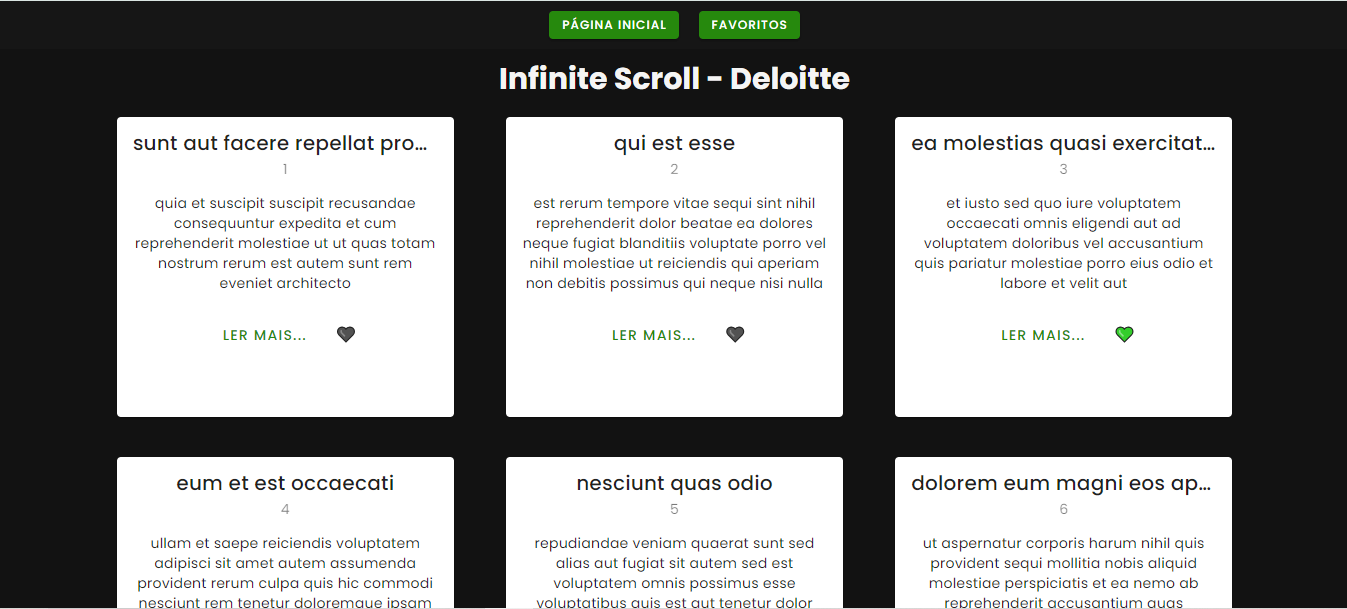 PÁGINA INICIAL FAVORITOS
Infinite Scroll - Deloitte
sunt aut facere repellat pro...
1
quia et suscipit suscipit recusandae
consequuntur expedita et cum
reprehenderit molestiae ut ut quas totam
nostrum rerum est autem sunt rem
eveniet architecto
LER MAIS...
qui est esse
2
est rerum tempore vitae sequi sint nihil
reprehenderit dolor beatae ea dolores
neque fugiat blanditiis voluptate porro vel
nihil molestiae ut reiciendis qui aperiam
non debitis possimus qui neque nisi nulla
LER MAIS...
ea molestias quasi exercitat...
3
et iusto sed quo iure voluptatem
occaecati omnis eligendi aut ad
voluptatem doloribus vel accusantium
quis pariatur molestiae porro eius odio et
labore et velit aut
LER MAIS...
eum et est occaecati
4
ullam et saepe reiciendis voluptatem
adipisci sit amet autem assumenda
provident rerum culpa quis hic commodi
nesciunt rem tenetur doloremque ipsam
nesciunt quas odio
5
repudiandae veniam quaerat sunt sed
alias aut fugiat sit autem sed est
voluptatem omnis possimus esse
voluptatibus quis est aut tenetur dolor
dolorem eum magni eos ap...
6
ut aspernatur corporis harum nihil quis
provident sequi mollitia nobis aliquid
molestiae perspiciatis et ea nemo ab
reprehenderit accusantium quas